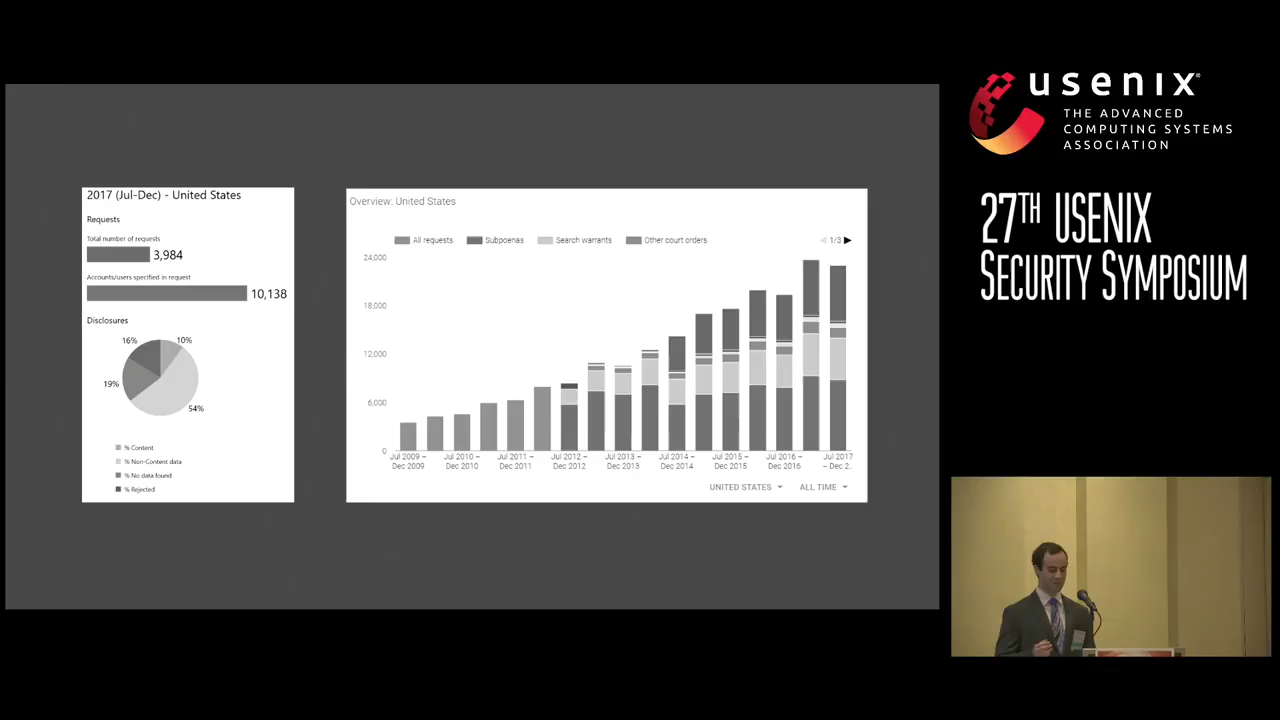 2017 (Jul-Dec) - United States
Requests
Total number of requests
3,984
Accounts/users specified in request
10,138
Disclosures
16%
10%
19%
54%
% Content
% Non-Content data
% No data found
% Rejected
Overview: United States
All requests
Subpoenas
Search warrants
Other court orders
1/3
24,000
18,000
12,000
6,000
0
Jul 2009 – Dec 2009
Jul 2010 – Dec 2010
Jul 2011 – Dec 2011
Jul 2012 – Dec 2012
Jul 2013 – Dec 2013
Jul 2014 – Dec 2014
Jul 2015 – Dec 2015
Jul 2016 – Dec 2016
Jul 2017 – Dec 2..
UNITED STATES
ALL TIME
usenix®
THE ADVANCED
COMPUTING SYSTEMS
ASSOCIATION
27TH USENIX
SECURITY SYMPOSIUM